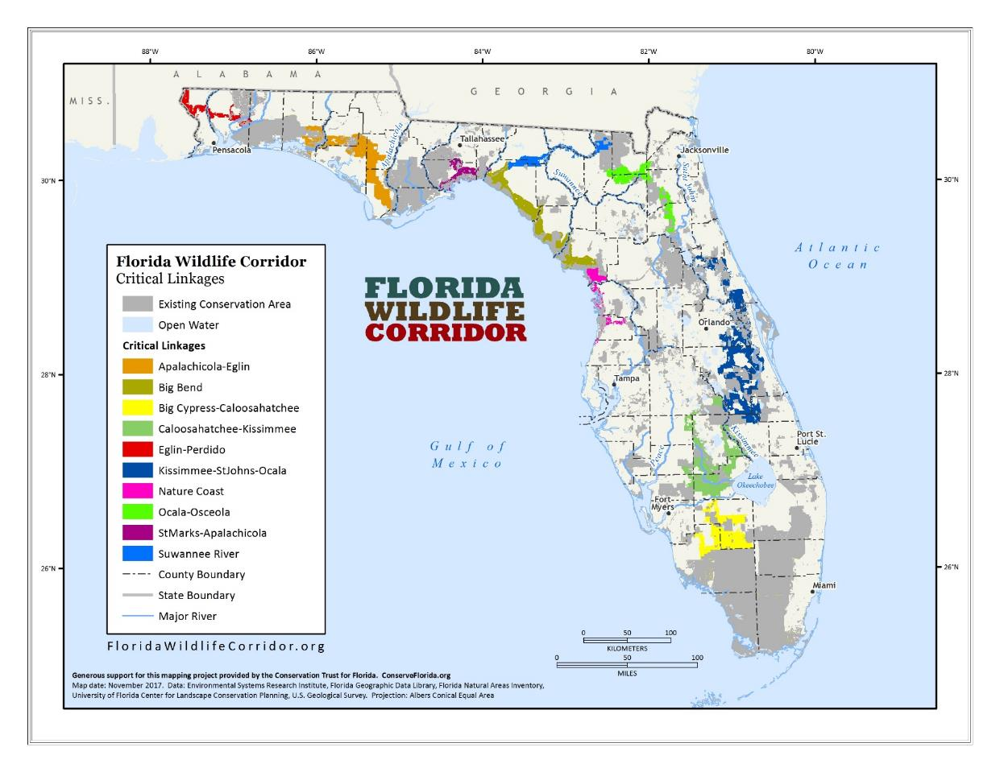 88°W 86°W 84°W 82°W 80°W
A L A B A M A
G E O R G I A
MISS.
Pensacola
Apalachicola
Tallahassee
Suwannee
Jacksonville
Saint Johns
30°N
30°N
Atlantic
Ocean
Florida Wildlife Corridor
Critical Linkages
Existing Conservation Area
Open Water
Critical Linkages
Apalachicola-Eglin
Big Bend
Big Cypress-Caloosahatchee
Caloosahatchee-Kissimmee
Eglin-Perdido
Kissimmee-StJohns-Ocala
Nature Coast
Ocala-Osceola
StMarks-Apalachicola
Suwannee River
County Boundary
State Boundary
Major River
FloridaWildlifeCorridor.org
FLORIDA
WILDLIFE
CORRIDOR
Orlando
28°N
28°N
Tampa
Gulf of
Mexico
Peace
Kissimmee
Port St.
Lucie
Lake
Okeechobee
Fort
Myers
26°N
26°N
Miami
0 50 100
KILOMETERS
0 50 100
MILES
Generous support for this mapping project provided by the Conservation Trust for Florida. ConserveFlorida.org
Map date: November 2017. Data: Environmental Systems Research Institute, Florida Geographic Data Library, Florida Natural Areas Inventory,
University of Florida Center for Landscape Conservation Planning, U.S. Geological Survey. Projection: Albers Conical Equal Area